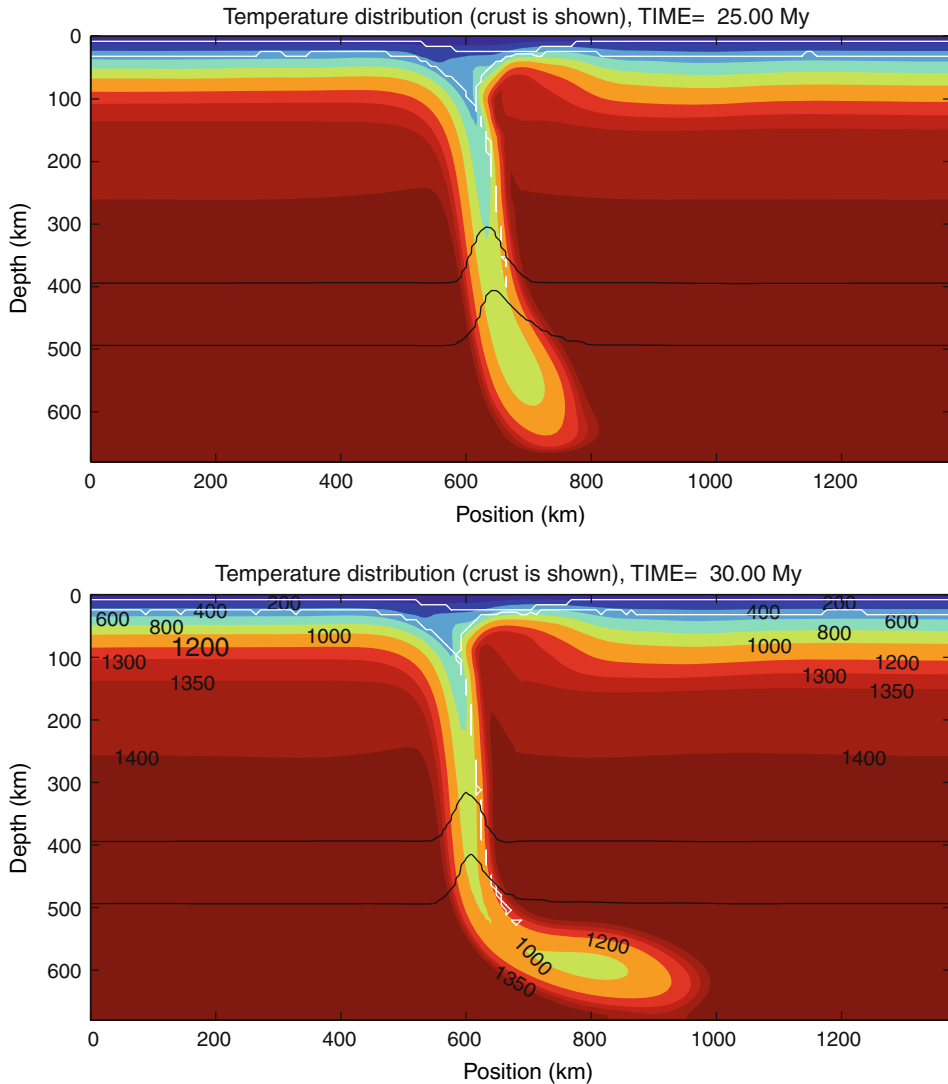 Temperature distribution (crust is shown), TIME= 25.00 My
0
100
200
300
400
500
600
Depth (km)
0 200 400 600 800 1000 1200
Position (km)
Temperature distribution (crust is shown), TIME= 30.00 My
0
100
200
300
400
500
600
Depth (km)
200 200
400 400
600 600
800 1000 1000 800
1200 1200
1300 1300
1350 1350
1400 1400
1200
1000
1350
0 200 400 600 800 1000 1200
Position (km)